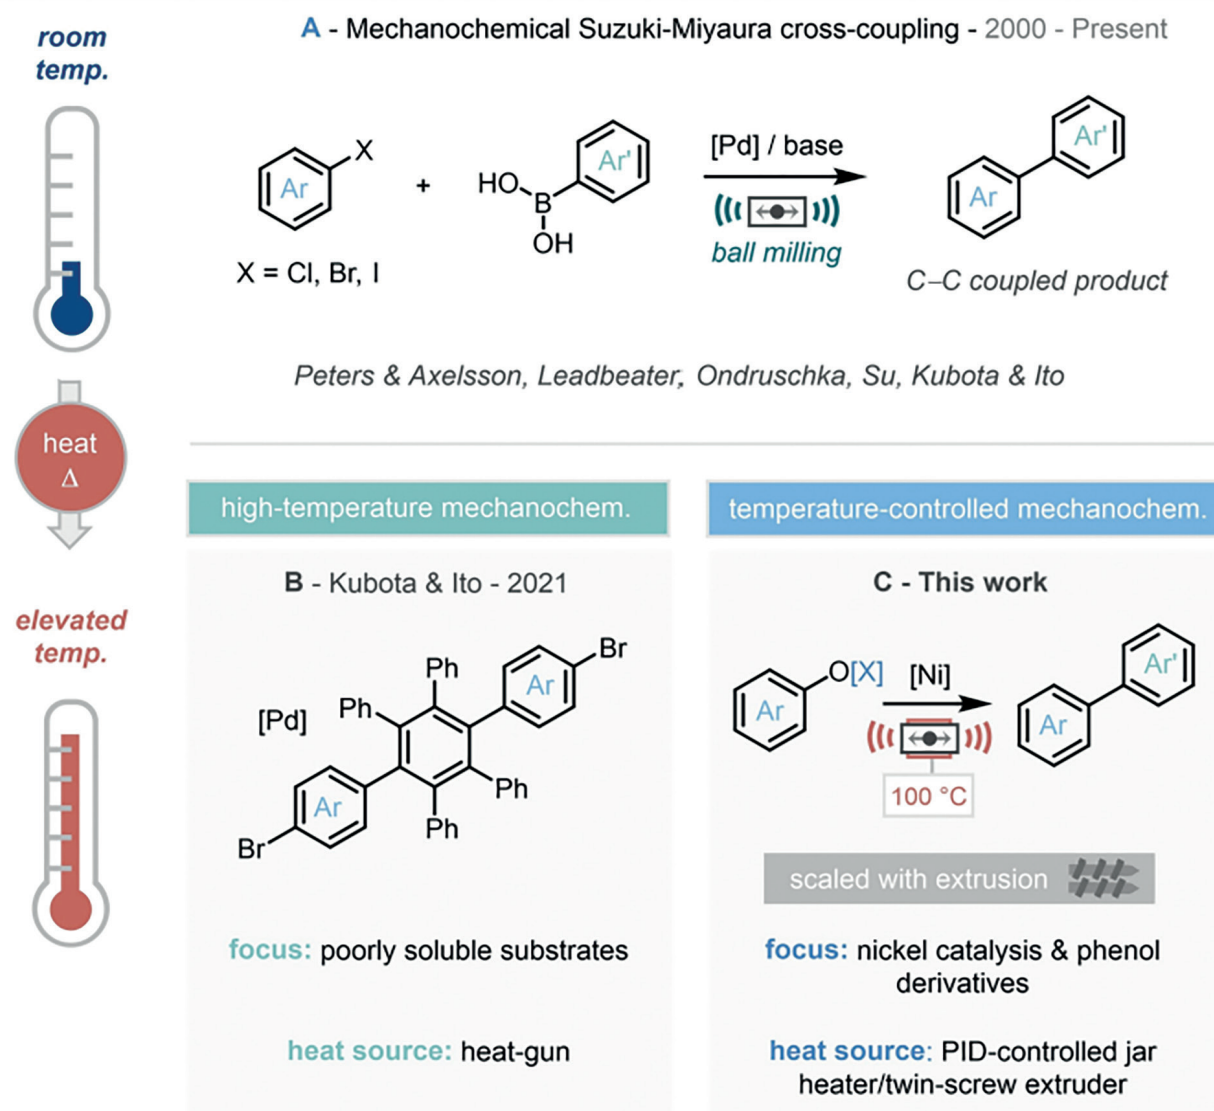 room
temp.
A - Mechanochemical Suzuki-Miyaura cross-coupling - 2000 - Present
Ar
X
X = Cl, Br, I
+
HO
B
OH
Ar'
[Pd] / base
ball milling
Ar
Ar'
C–C coupled product
Peters & Axelsson, Leadbeater, Ondruschka, Su, Kubota & Ito
heat
Δ
elevated
temp.
high-temperature mechanochem.
B - Kubota & Ito - 2021
[Pd]
Ph
Ph
Ar
Br
Ph
Ph
Ar
Br
focus: poorly soluble substrates
heat source: heat-gun
temperature-controlled mechanochem.
C - This work
Ar
O[X]
[Ni]
100 °C
Ar
Ar'
scaled with extrusion
focus: nickel catalysis & phenol
derivatives
heat source: PID-controlled jar
heater/twin-screw extruder